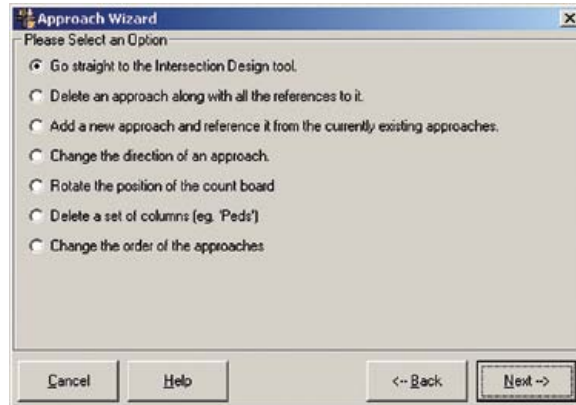 Approach Wizard
Please Select an Option
Go straight to the Intersection Design tool.
Delete an approach along with all the references to it.
Add a new approach and reference it from the currently existing approaches.
Change the direction of an approach.
Rotate the position of the count board
Delete a set of columns (eg. 'Peds')
Change the order of the approaches
Cancel Help <-- Back Next -->